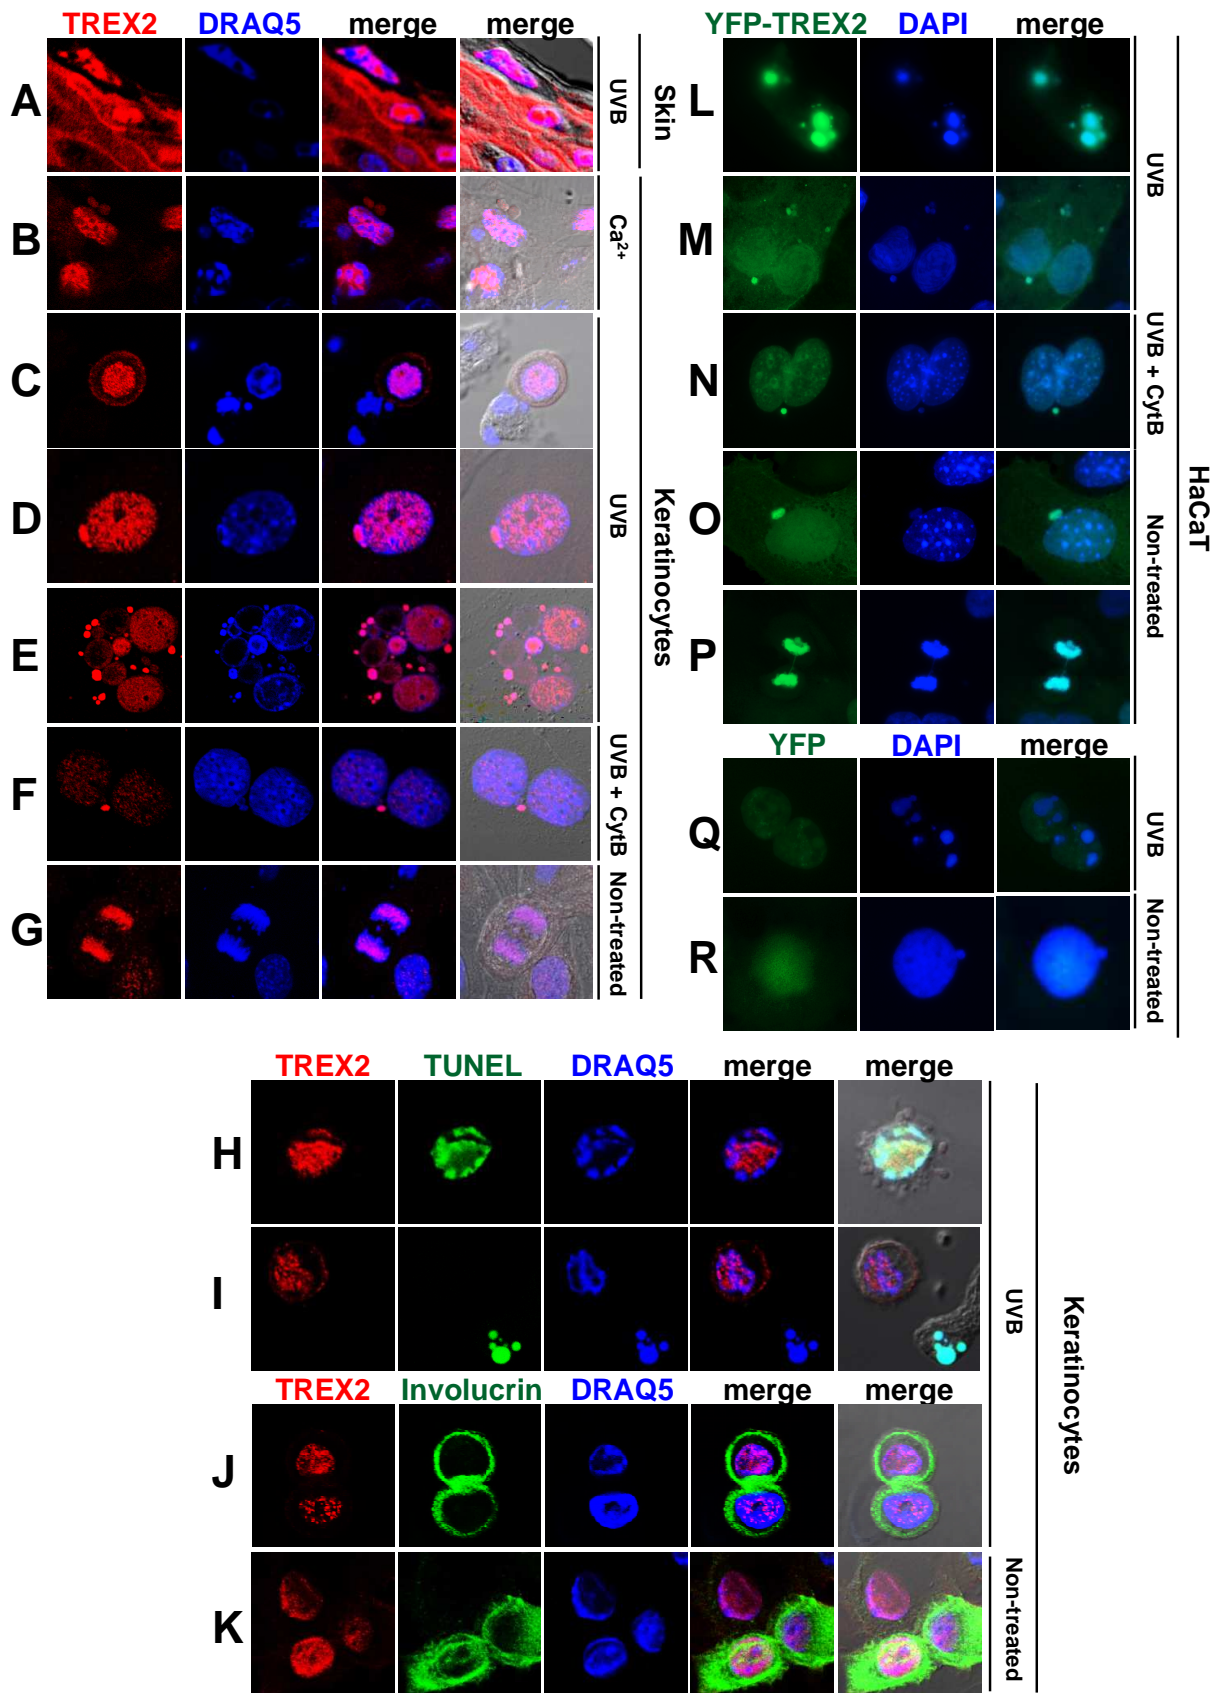 TREX2 DRAQ5 merge merge
A
UVB
Skin
B
Ca²⁺
C
D
UVB
E
F
UVB + CytB
G
Non-treated
Keratinocytes
YFP-TREX2 DAPI merge
L
M
UVB
N
UVB + CytB
O
P
Non-treated
YFP DAPI merge
Q
UVB
R
Non-treated
HaCaT
TREX2 TUNEL DRAQ5 merge merge
H
I
UVB
TREX2 Involucrin DRAQ5 merge merge
J
K
Non-treated
Keratinocytes